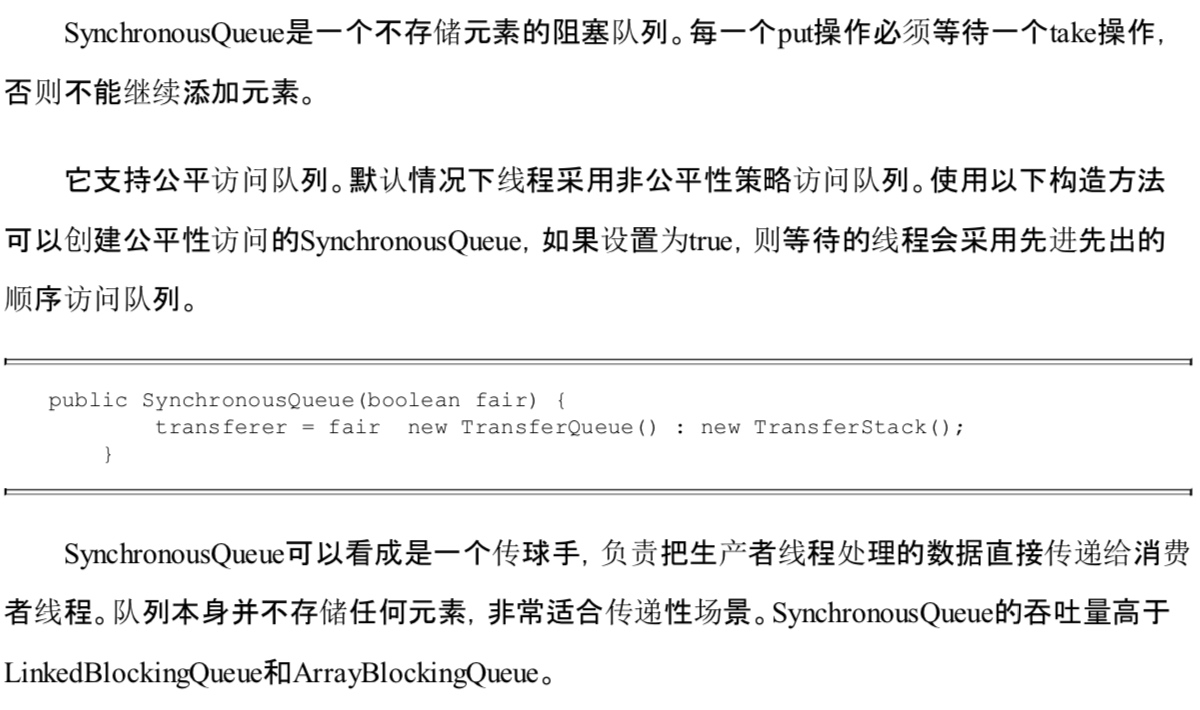 SynchronousQueue是一个不存储元素的阻塞队列。每一个put操作必须等待一个take操作,
否则不能继续添加元素。
它支持公平访问队列。默认情况下线程采用非公平性策略访问队列。使用以下构造方法
可以创建公平性访问的SynchronousQueue,如果设置为true,则等待的线程会采用先进先出的
顺序访问队列。
public SynchronousQueue(boolean fair) {
transferer = fair  new TransferQueue() : new TransferStack();
}
SynchronousQueue可以看成是一个传球手,负责把生产者线程处理的数据直接传递给消费
者线程。队列本身并不存储任何元素,非常适合传递性场景。SynchronousQueue的吞吐量高于
LinkedBlockingQueue和ArrayBlockingQueue。